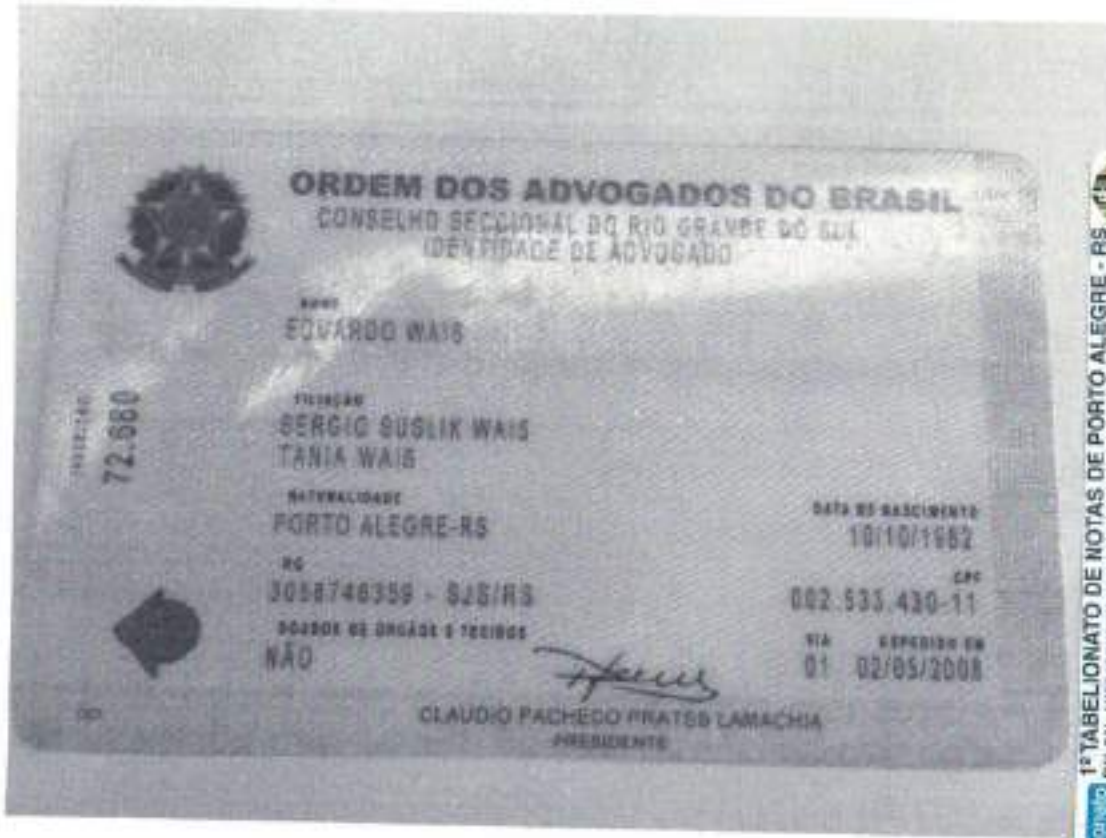 ORDEM DOS ADVOGADOS DO BRASIL
CONSELHO SECCIONAL DO RIO GRANDE DO SUL
IDENTIDADE DE ADVOGADO
NOME
EDUARDO WAIS
FILIAÇÃO
SERGIO SUSLIK WAIS
TANIA WAIS
NATURALIDADE
PORTO ALEGRE-RS
DATA DE NASCIMENTO
10/10/1982
RG
3058746359 - SJS/RS
CPF
002.535.430-11
DOADOR DE ÓRGÃOS E TECIDOS
NÃO
VIA
01
EXPEDIDO EM
02/05/2008
CLAUDIO PACHECO PRATES LAMACHIA
PRESIDENTE
INSCRIÇÃO
72.680
1º TABELIONATO DE NOTAS DE PORTO ALEGRE - RS